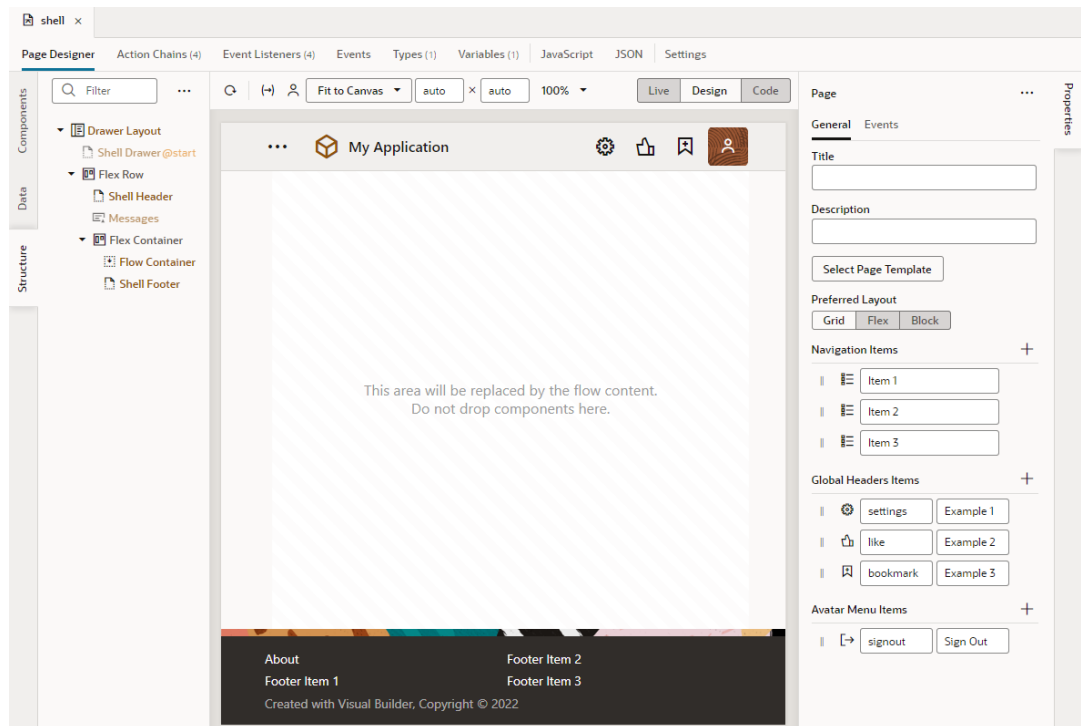 shell ×
Page Designer Action Chains (4) Event Listeners (4) Events Types (1) Variables (1) JavaScript JSON Settings
Components
Data
Structure
Filter ...
Drawer Layout
Shell Drawer @start
Flex Row
Shell Header
Messages
Flex Container
Flow Container
Shell Footer
Fit to Canvas auto × auto 100% Live Design Code
... My Application
This area will be replaced by the flow content.
Do not drop components here.
About Footer Item 2
Footer Item 1 Footer Item 3
Created with Visual Builder, Copyright © 2022
Page ...
General Events
Title
Description
Select Page Template
Preferred Layout
Grid Flex Block
Navigation Items +
Item 1
Item 2
Item 3
Global Headers Items +
settings Example 1
like Example 2
bookmark Example 3
Avatar Menu Items +
signout Sign Out
Properties